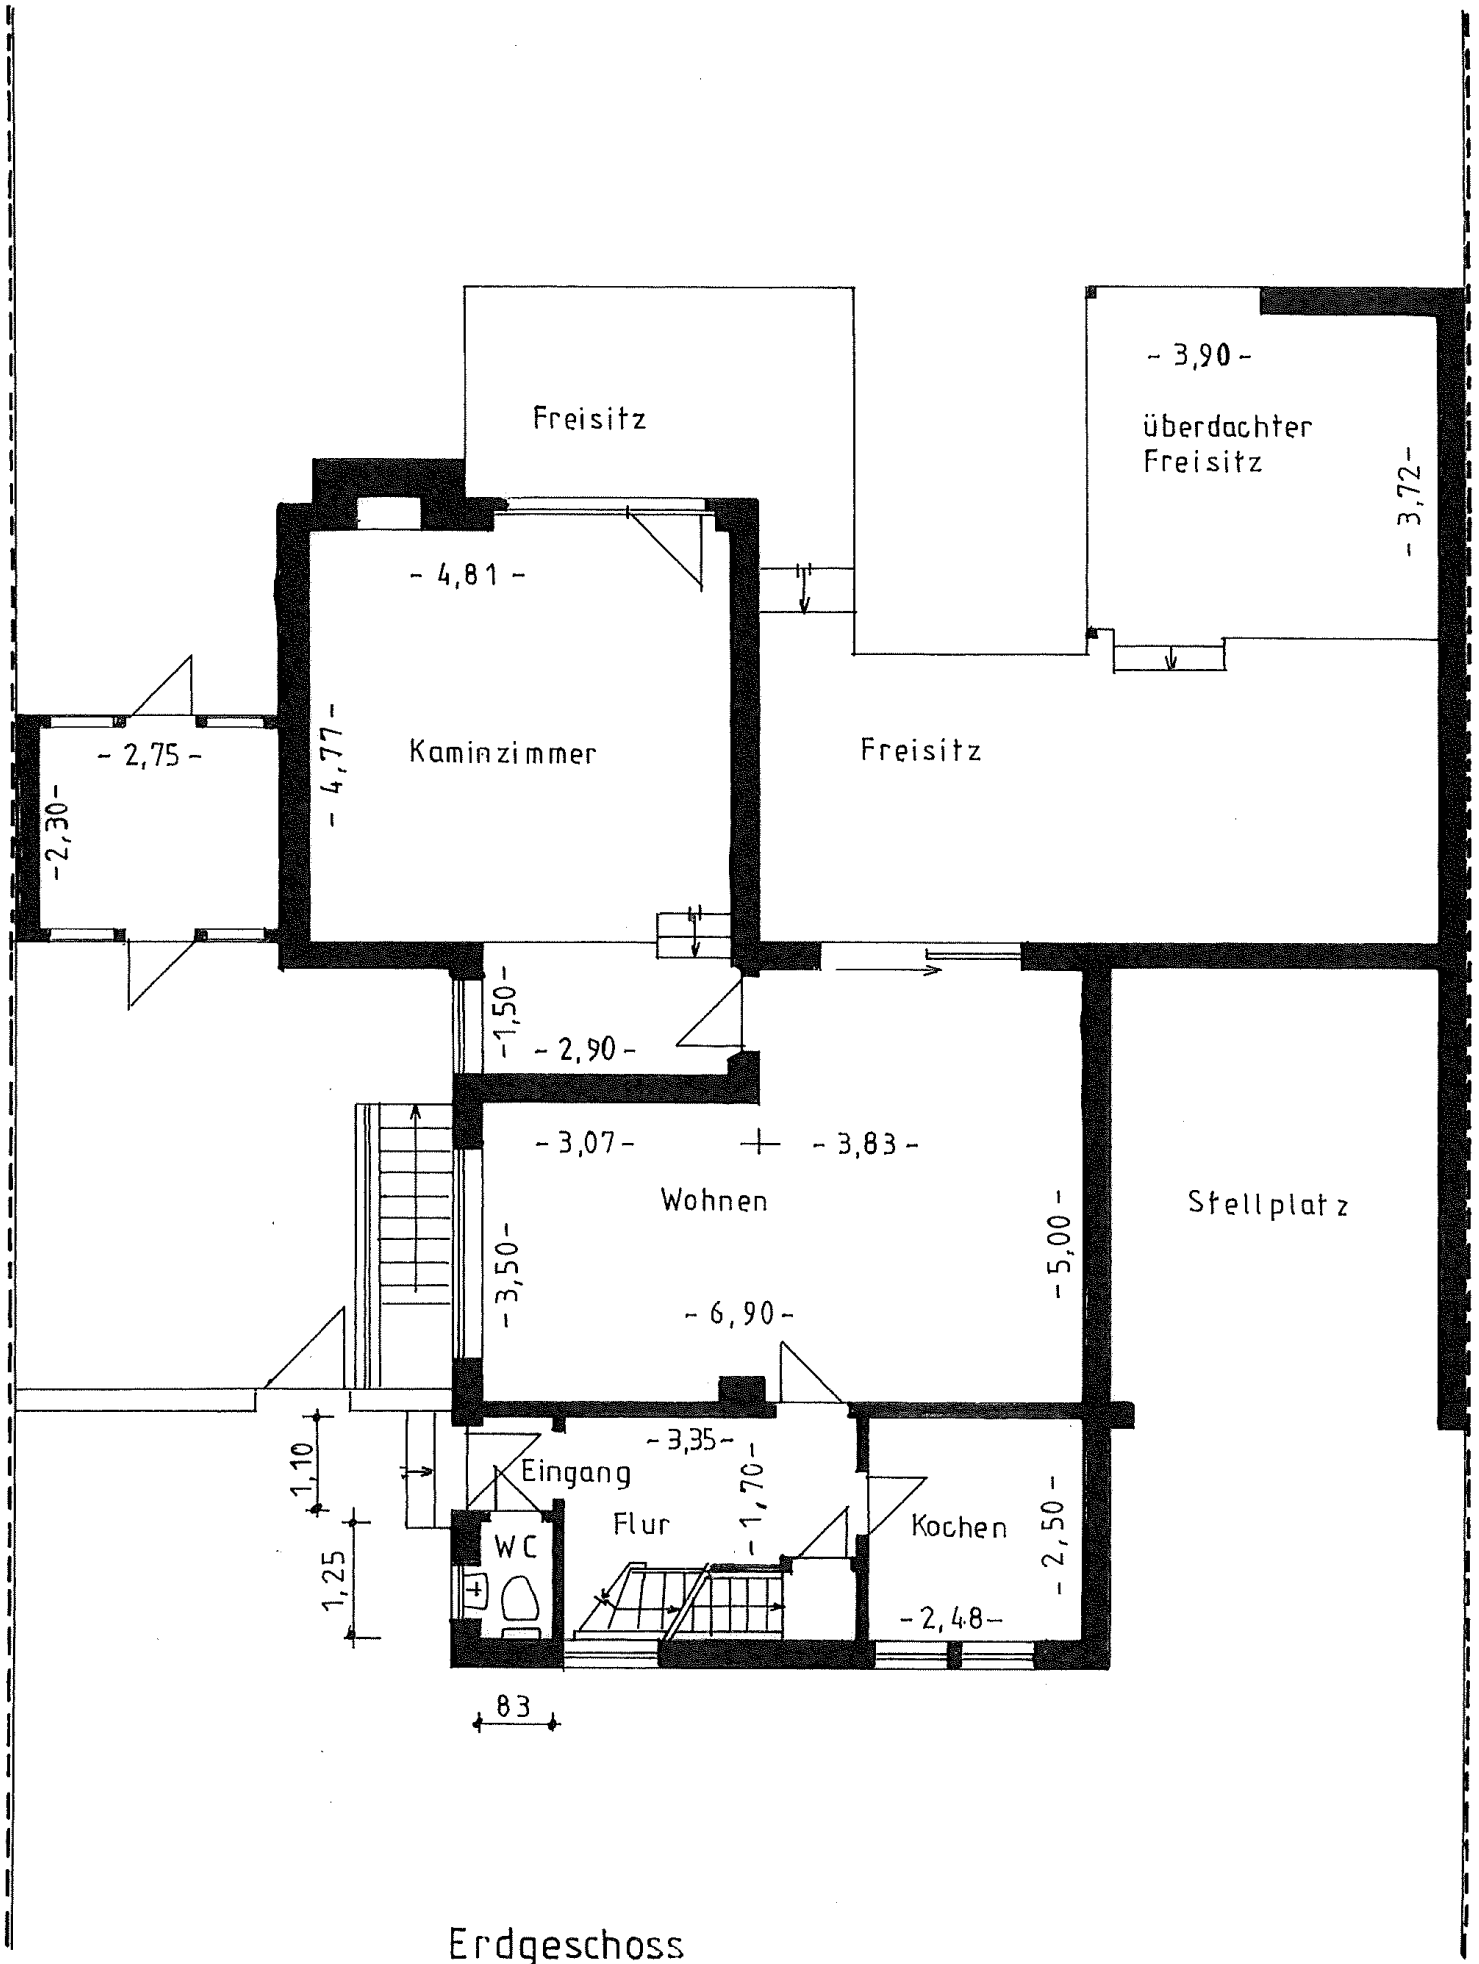 - 3,90 -
Freisitz
überdachter
Freisitz
- 3,72 -
- 4,81 -
- 4,77 -
Kaminzimmer
Freisitz
- 2,75 -
- 2,30 -
- 1,50 -
- 2,90 -
- 3,07 -
- 3,83 -
Wohnen
Stellplatz
- 3,50 -
- 5,00 -
- 6,90 -
- 3,35 -
1,10
Eingang
- 1,70 -
Flur
Kochen
- 2,50 -
WC
1,25
- 2,48 -
83
Erdgeschoss